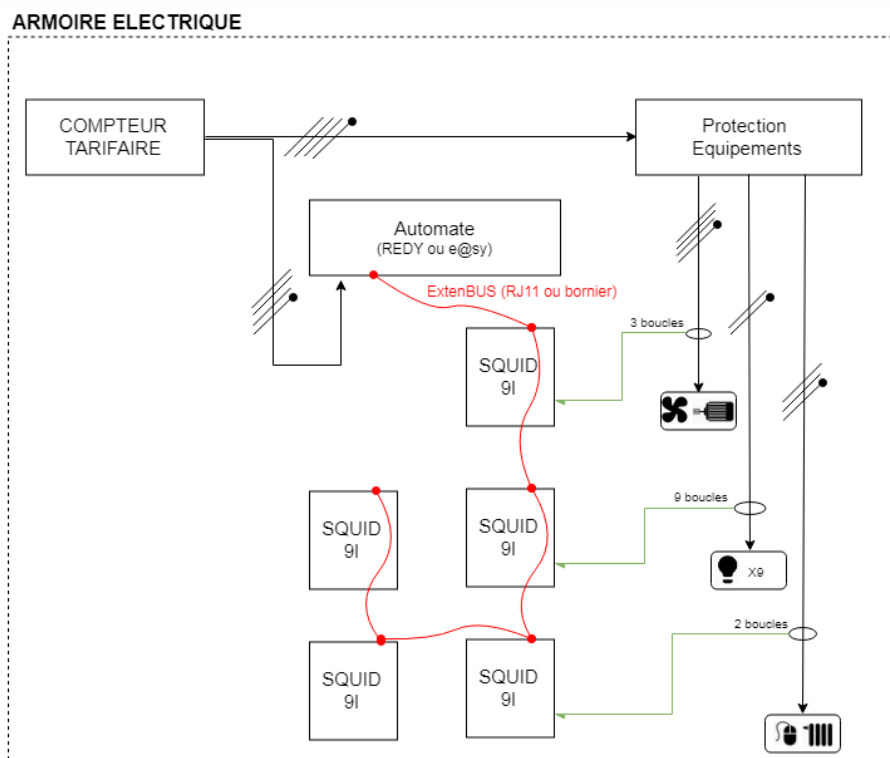 ARMOIRE ELECTRIQUE
COMPTEUR
TARIFAIRE
Protection
Equipements
Automate
(REDY ou e@sy)
ExtenBUS (RJ11 ou bornier)
3 boucles
SQUID
9I
9 boucles
SQUID
9I
SQUID
9I
X9
2 boucles
SQUID
9I
SQUID
9I